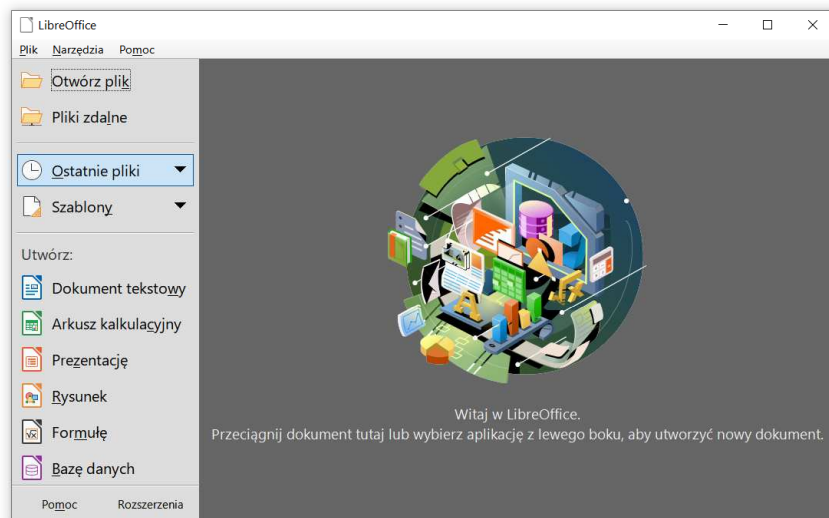 LibreOffice
Plik Narzędzia Pomoc
Otwórz plik
Pliki zdalne
Ostatnie pliki
Szablony
Utwórz:
Dokument tekstowy
Arkusz kalkulacyjny
Prezentację
Rysunek
Formułę
Bazę danych
Pomoc Rozszerzenia
Witaj w LibreOffice.
Przeciągnij dokument tutaj lub wybierz aplikację z lewego boku, aby utworzyć nowy dokument.